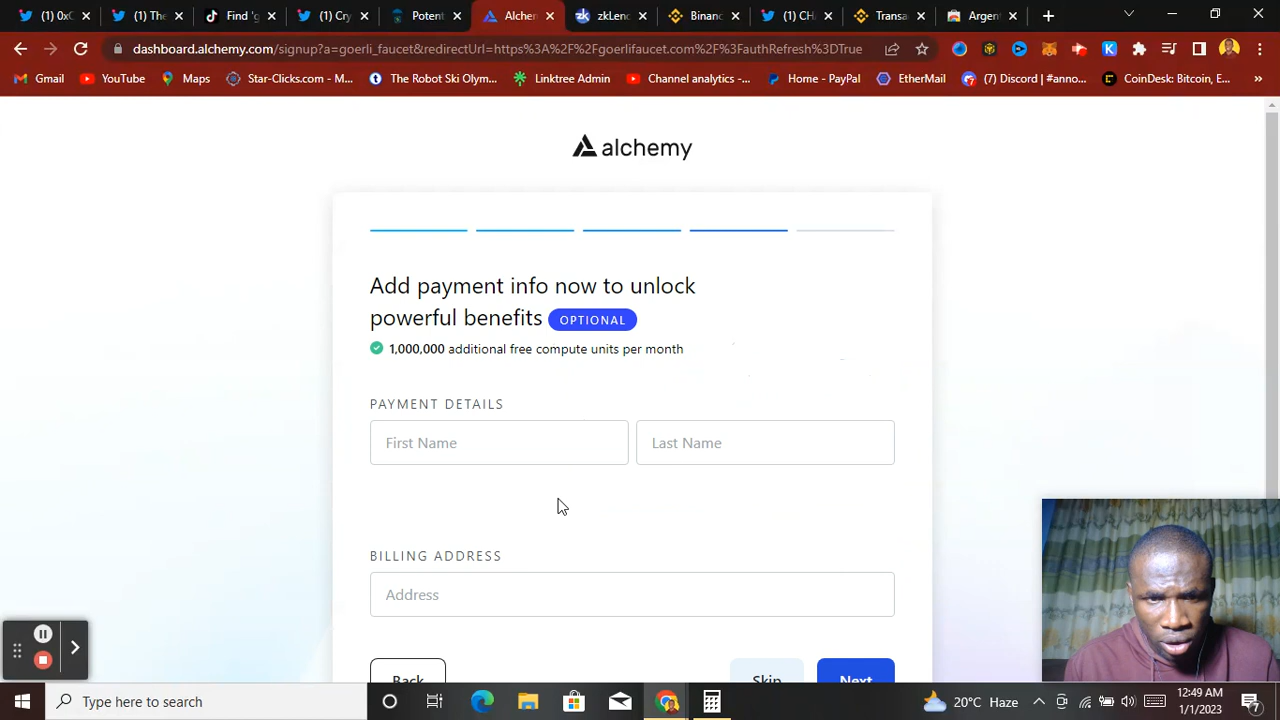 (1) 0xC
(1) The
Find 'g
(1) Cry
Potent
Alchem
zkLenc
Binanc
(1) CHA
Transa
Argent
dashboard.alchemy.com/signup?a=goerli_faucet&redirectUrl=https%3A%2F%2Fgoerlifaucet.com%2F%3FauthRefresh%3DTrue
Gmail
YouTube
Maps
Star-Clicks.com - M...
The Robot Ski Olym...
Linktree Admin
Channel analytics -...
Home - PayPal
EtherMail
(7) Discord | #anno...
CoinDesk: Bitcoin, E...
»
alchemy
Add payment info now to unlock
powerful benefits OPTIONAL
1,000,000 additional free compute units per month
PAYMENT DETAILS
First Name
Last Name
BILLING ADDRESS
Address
Back
Skip
Next
Type here to search
20°C Haze
12:49 AM
1/1/2023
7